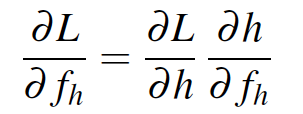 ∂L/∂f_h = ∂L/∂h ∂h/∂f_h